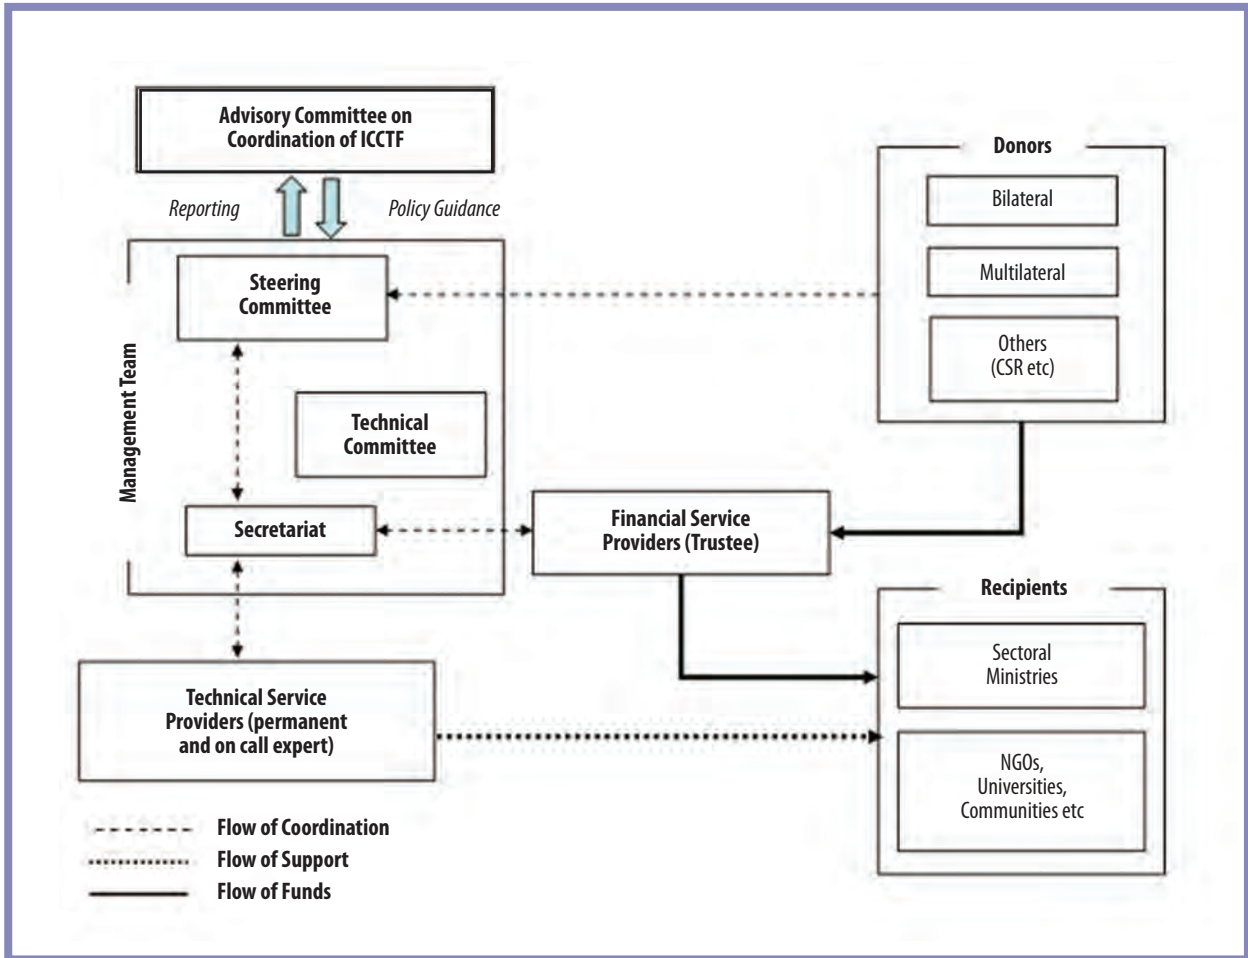 Advisory Committee on
Coordination of ICCTF
Reporting
Policy Guidance
Management Team
Steering
Committee
Technical
Committee
Secretariat
Technical Service
Providers (permanent
and on call expert)
Financial Service
Providers (Trustee)
Donors
Bilateral
Multilateral
Others
(CSR etc)
Recipients
Sectoral
Ministries
NGOs,
Universities,
Communities etc
Flow of Coordination
Flow of Support
Flow of Funds